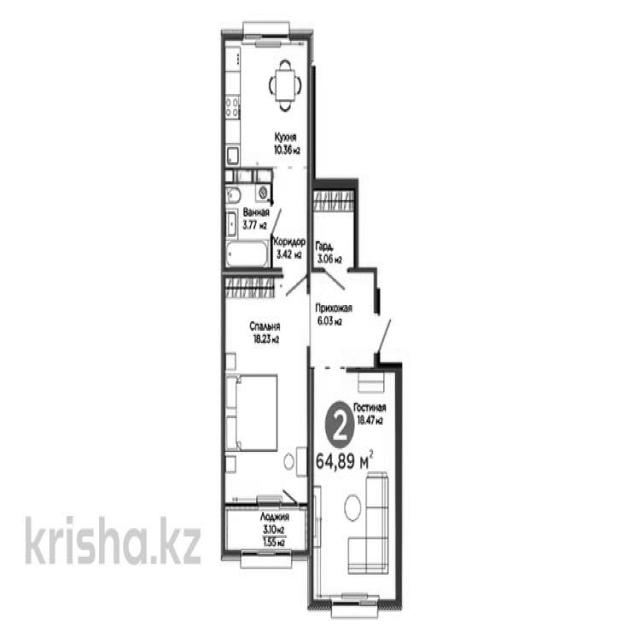 Кухня
10.36 м2
Ванная
3.77 м2
Коридор
3.42 м2
Гард.
3.06 м2
Прихожая
6.03 м2
Спальня
18.23 м2
Гостиная
18.47 м2
2
64,89 м²
Лоджия
3.10 м2
1.55 м2
krisha.kz